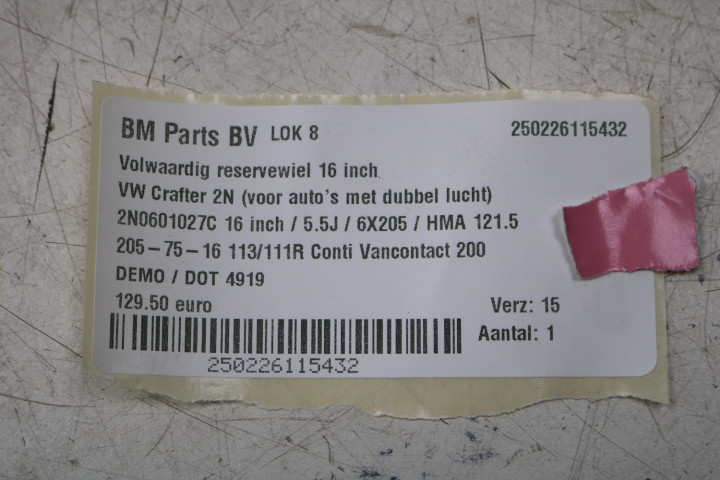 BM Parts BV LOK 8 250226115432
Volwaardig reservewiel 16 inch
VW Crafter 2N (voor auto's met dubbel lucht)
2N0601027C 16 inch / 5.5J / 6X205 / HMA 121.5
205-75-16 113/111R Conti Vancontact 200
DEMO / DOT 4919
129.50 euro Verz: 15
Aantal: 1
250226115432